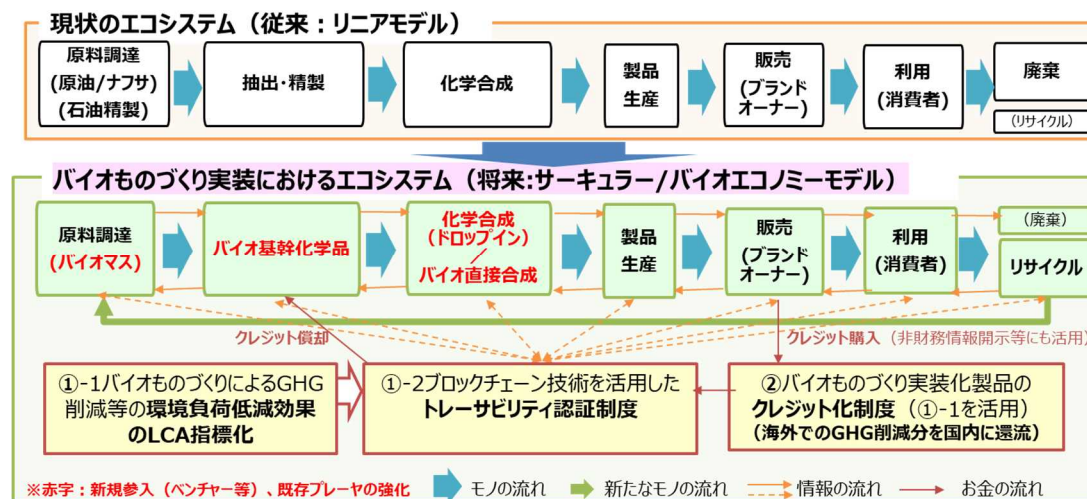 現状のエコシステム（従来：リニアモデル）
原料調達
(原油/ナフサ)
(石油精製)
抽出・精製
化学合成
製品
生産
販売
(ブランド
オーナー)
利用
(消費者)
廃棄
(リサイクル)
バイオものづくり実装におけるエコシステム（将来:サーキュラー/バイオエコノミーモデル）
原料調達
(バイオマス)
バイオ基幹化学品
化学合成
（ドロップイン）
／
バイオ直接合成
製品
生産
販売
(ブランド
オーナー)
利用
(消費者)
(廃棄)
リサイクル
クレジット償却
クレジット購入（非財務情報開示等にも活用）
①-1バイオものづくりによるGHG
削減等の環境負荷低減効果
のLCA指標化
①-2ブロックチェーン技術を活用した
トレーサビリティ認証制度
②バイオものづくり実装化製品の
クレジット化制度（①-1を活用）
（海外でのGHG削減分を国内に還流）
※赤字：新規参入（ベンチャー等）、既存プレーヤの強化
モノの流れ
新たなモノの流れ
情報の流れ
お金の流れ